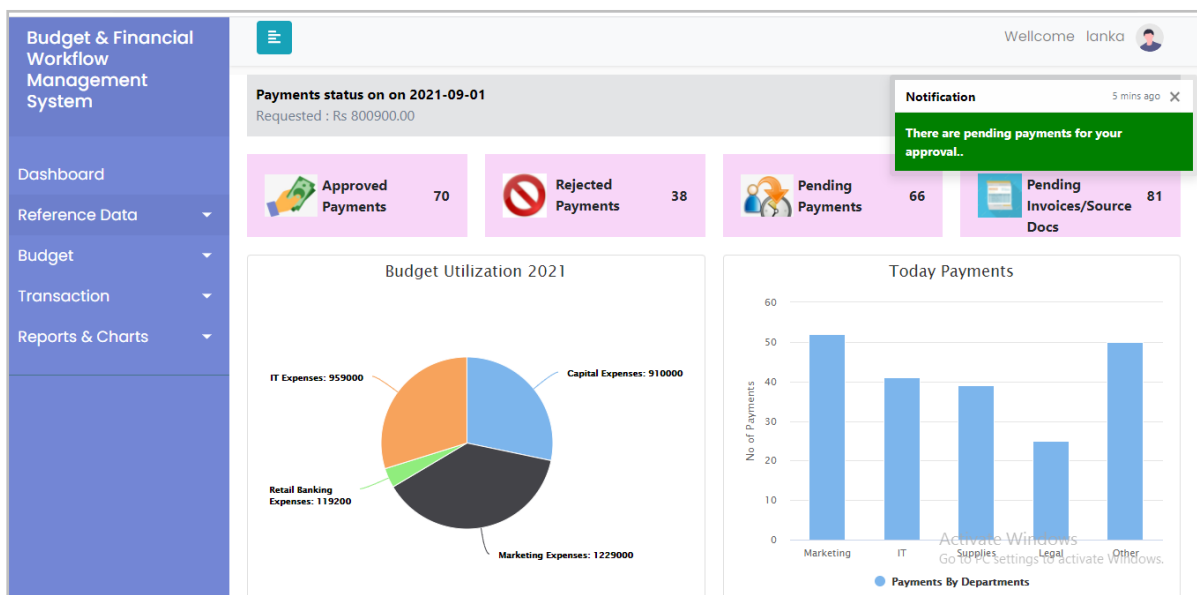 Budget & Financial
Workflow
Management
System
Wellcome lanka
Payments status on on 2021-09-01
Requested : Rs 800900.00
Notification 5 mins ago
There are pending payments for your
approval..
Dashboard
Reference Data
Budget
Transaction
Reports & Charts
Approved
Payments
70
Rejected
Payments
38
Pending
Payments
66
Pending
Invoices/Source
Docs
81
Budget Utilization 2021
IT Expenses: 959000
Capital Expenses: 910000
Retail Banking
Expenses: 119200
Marketing Expenses: 1229000
Today Payments
No of Payments
60
50
40
30
20
10
0
Marketing IT Supplies Legal Other
Payments By Departments
Activate Windows
Go to PC settings to activate Windows.